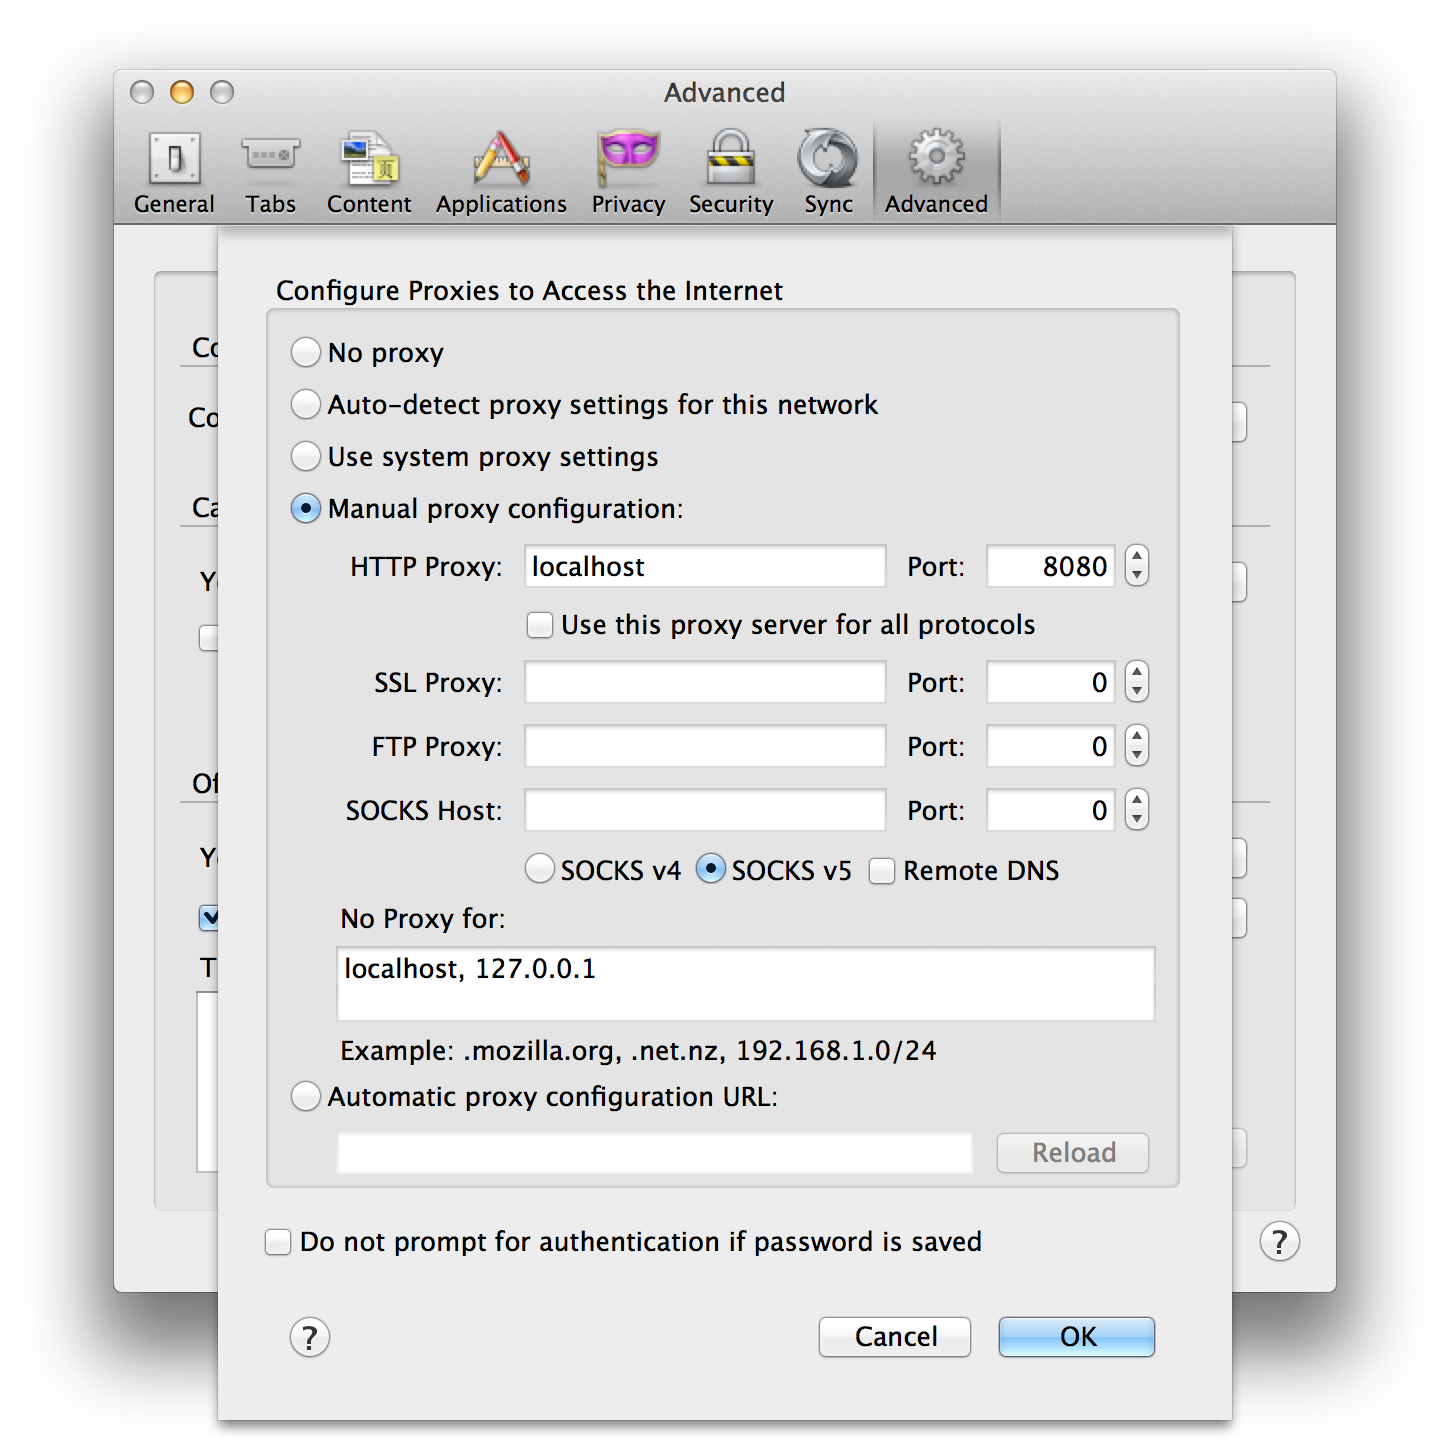 Advanced
General Tabs Content Applications Privacy Security Sync Advanced
Configure Proxies to Access the Internet
No proxy
Auto-detect proxy settings for this network
Use system proxy settings
Manual proxy configuration:
HTTP Proxy: localhost Port: 8080
Use this proxy server for all protocols
SSL Proxy: Port: 0
FTP Proxy: Port: 0
SOCKS Host: Port: 0
SOCKS v4 SOCKS v5 Remote DNS
No Proxy for:
localhost, 127.0.0.1
Example: .mozilla.org, .net.nz, 192.168.1.0/24
Automatic proxy configuration URL:
Reload
Do not prompt for authentication if password is saved
?
? Cancel OK